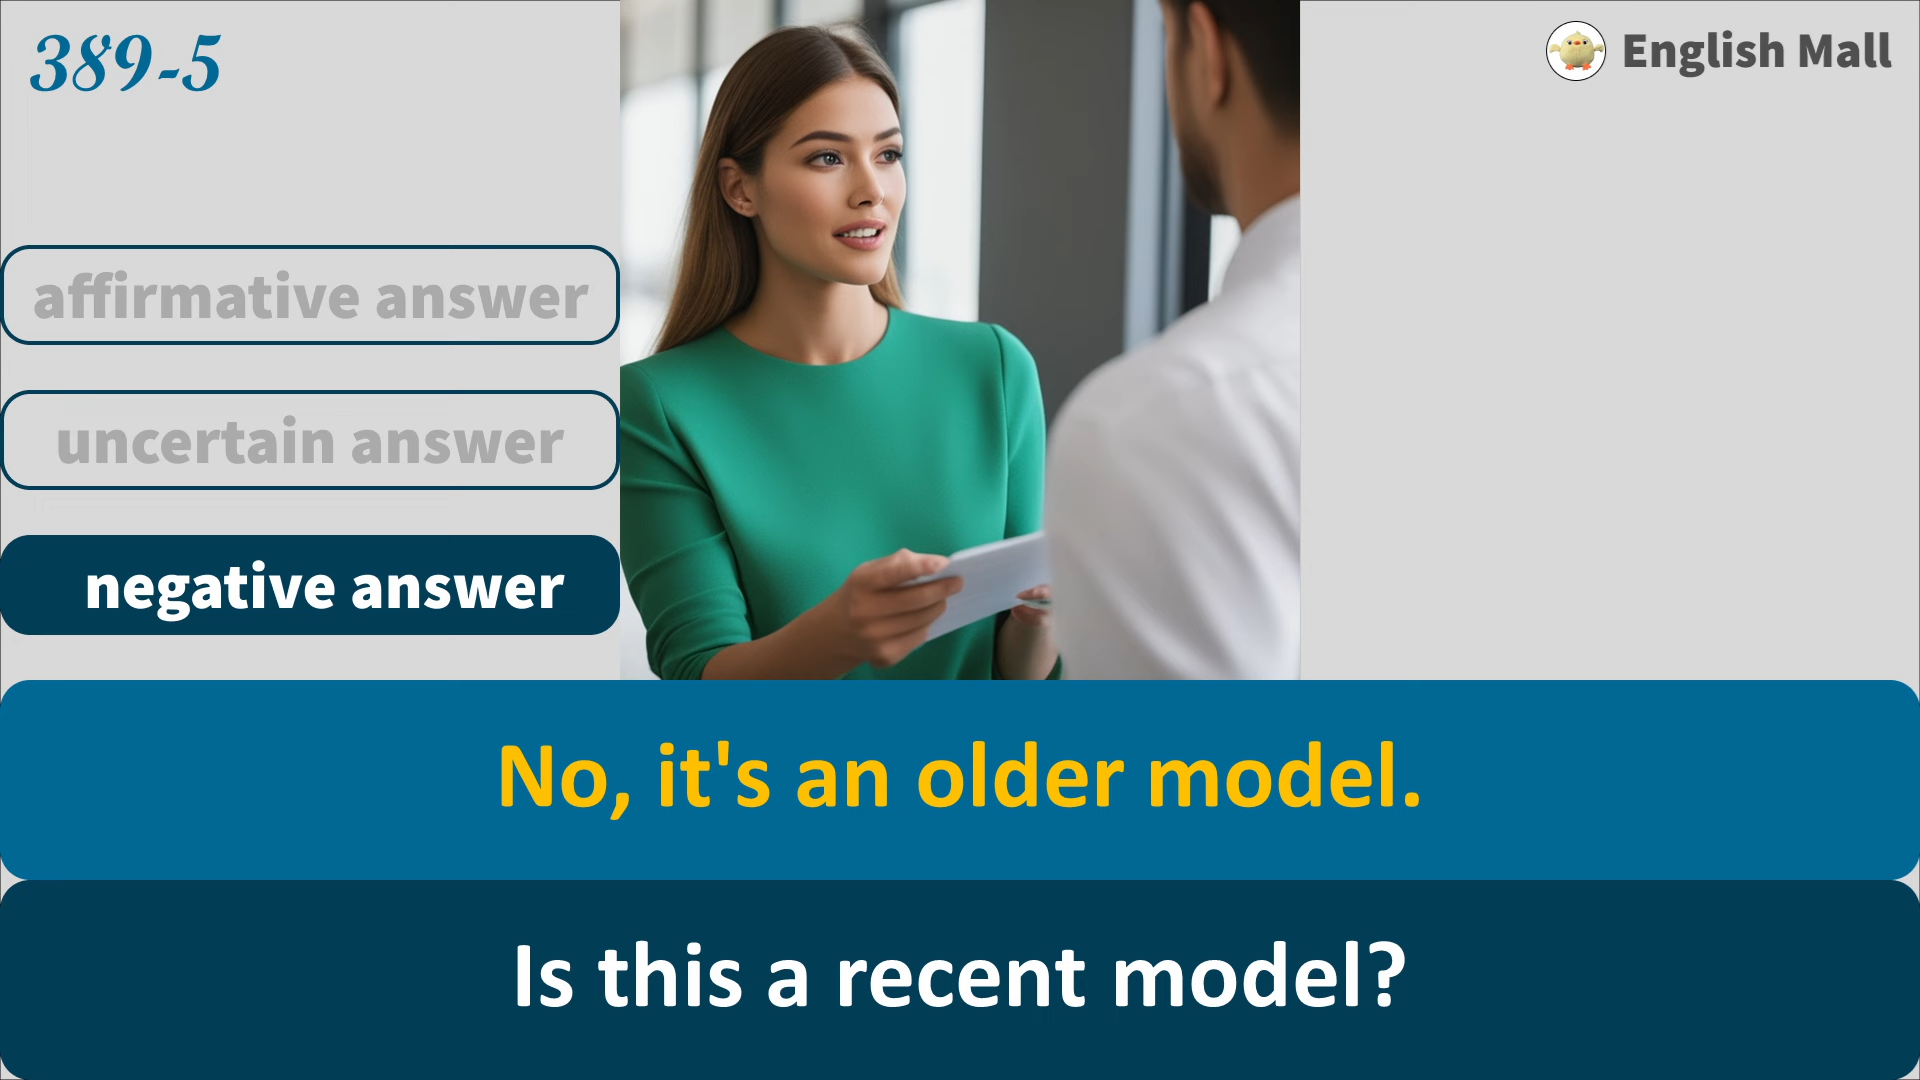 389-5
English Mall
affirmative answer
uncertain answer
negative answer
No, it's an older model.
Is this a recent model?